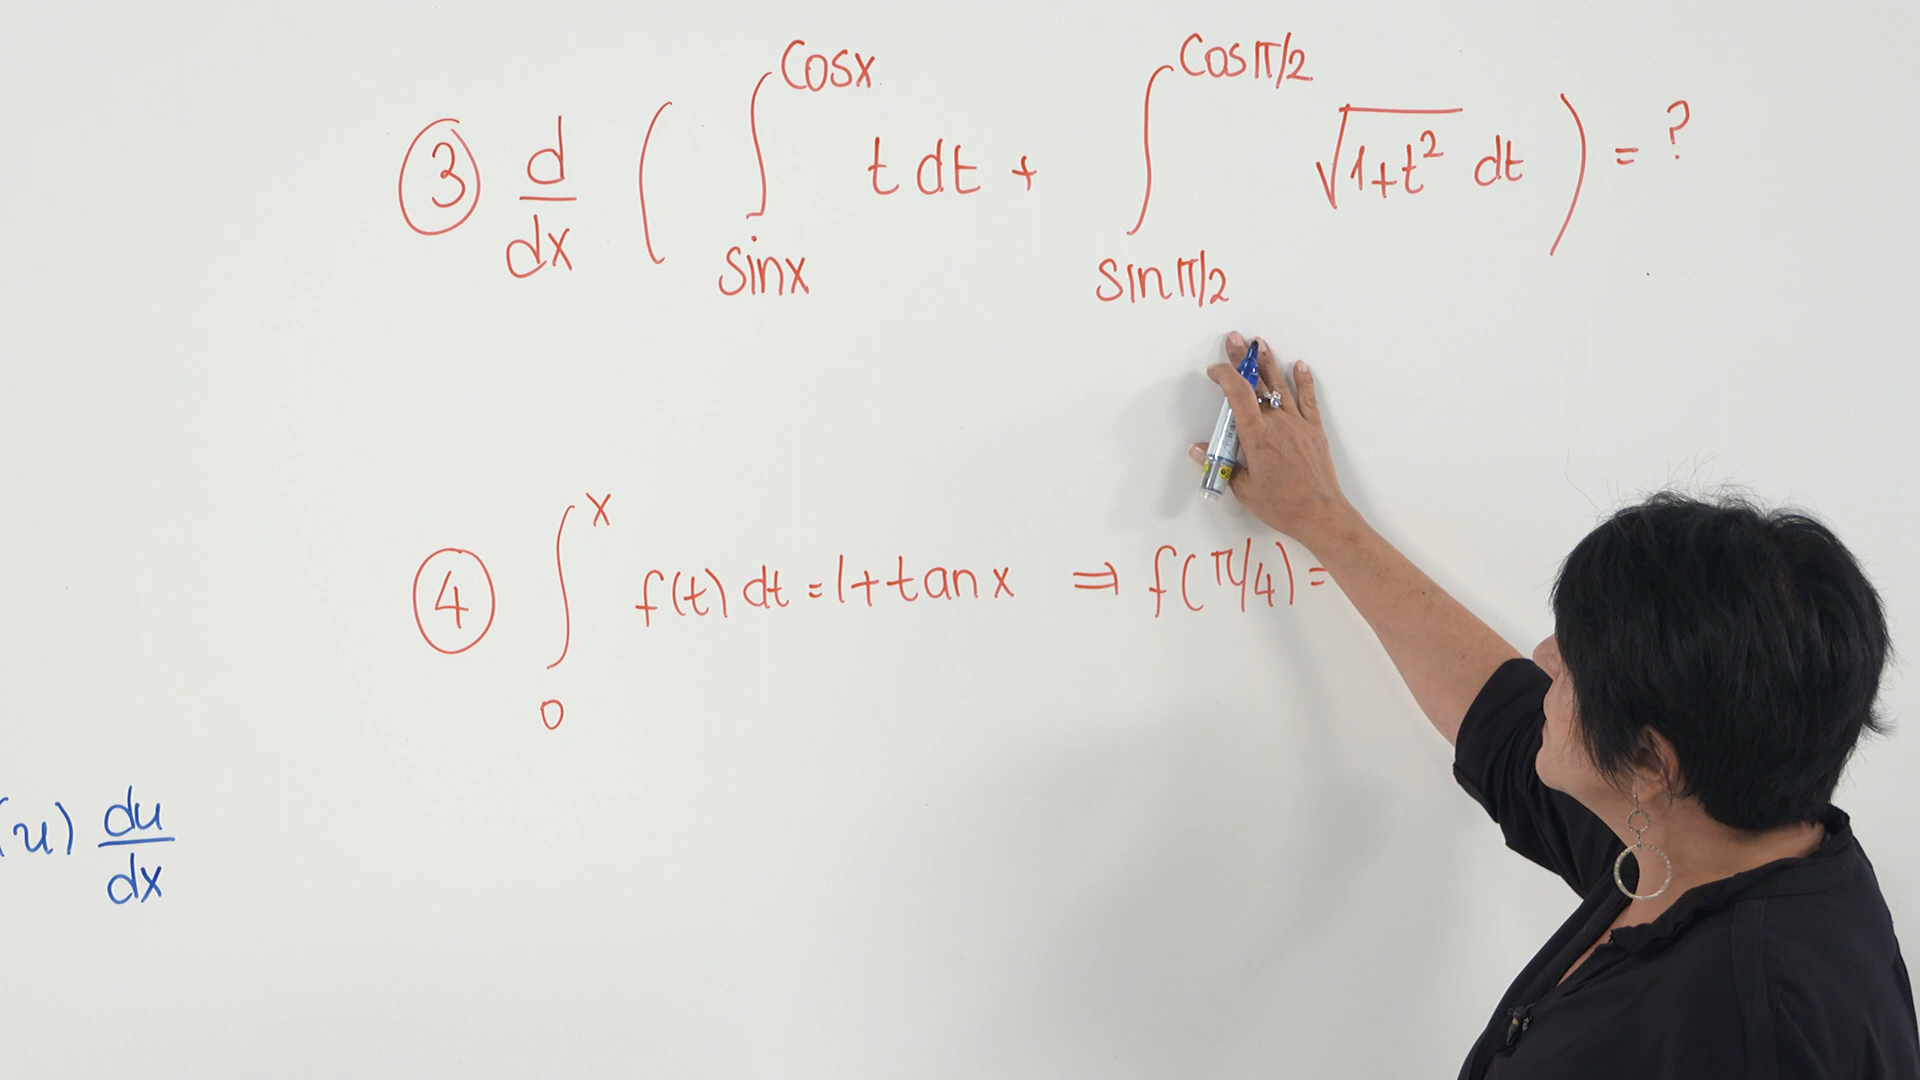 ③ d/dx ( ∫_{sinx}^{Cosx} t dt + ∫_{sinπ/2}^{Cosπ/2} √(1+t²) dt ) = ?
④ ∫_0^x f(t) dt = 1 + tan x ⇒ f(π/4) =
(u) du/dx